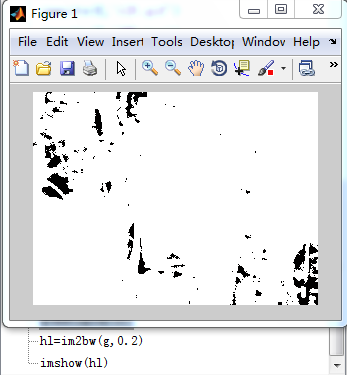 Figure 1
File Edit View Insert Tools Desktop Window Help
hl=im2bw(g,0.2)
imshow(hl)